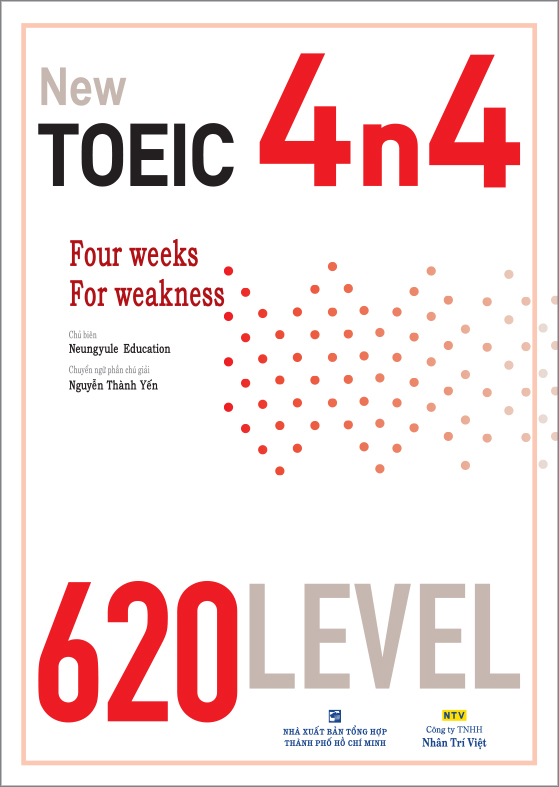 New
TOEIC 4n4
Four weeks
For weakness
Chủ biên
Neungyule Education
Chuyển ngữ phần chú giải
Nguyễn Thành Yến
620 LEVEL
NHÀ XUẤT BẢN TỔNG HỢP
THÀNH PHỐ HỒ CHÍ MINH
NTV
Công ty TNHH
Nhân Trí Việt